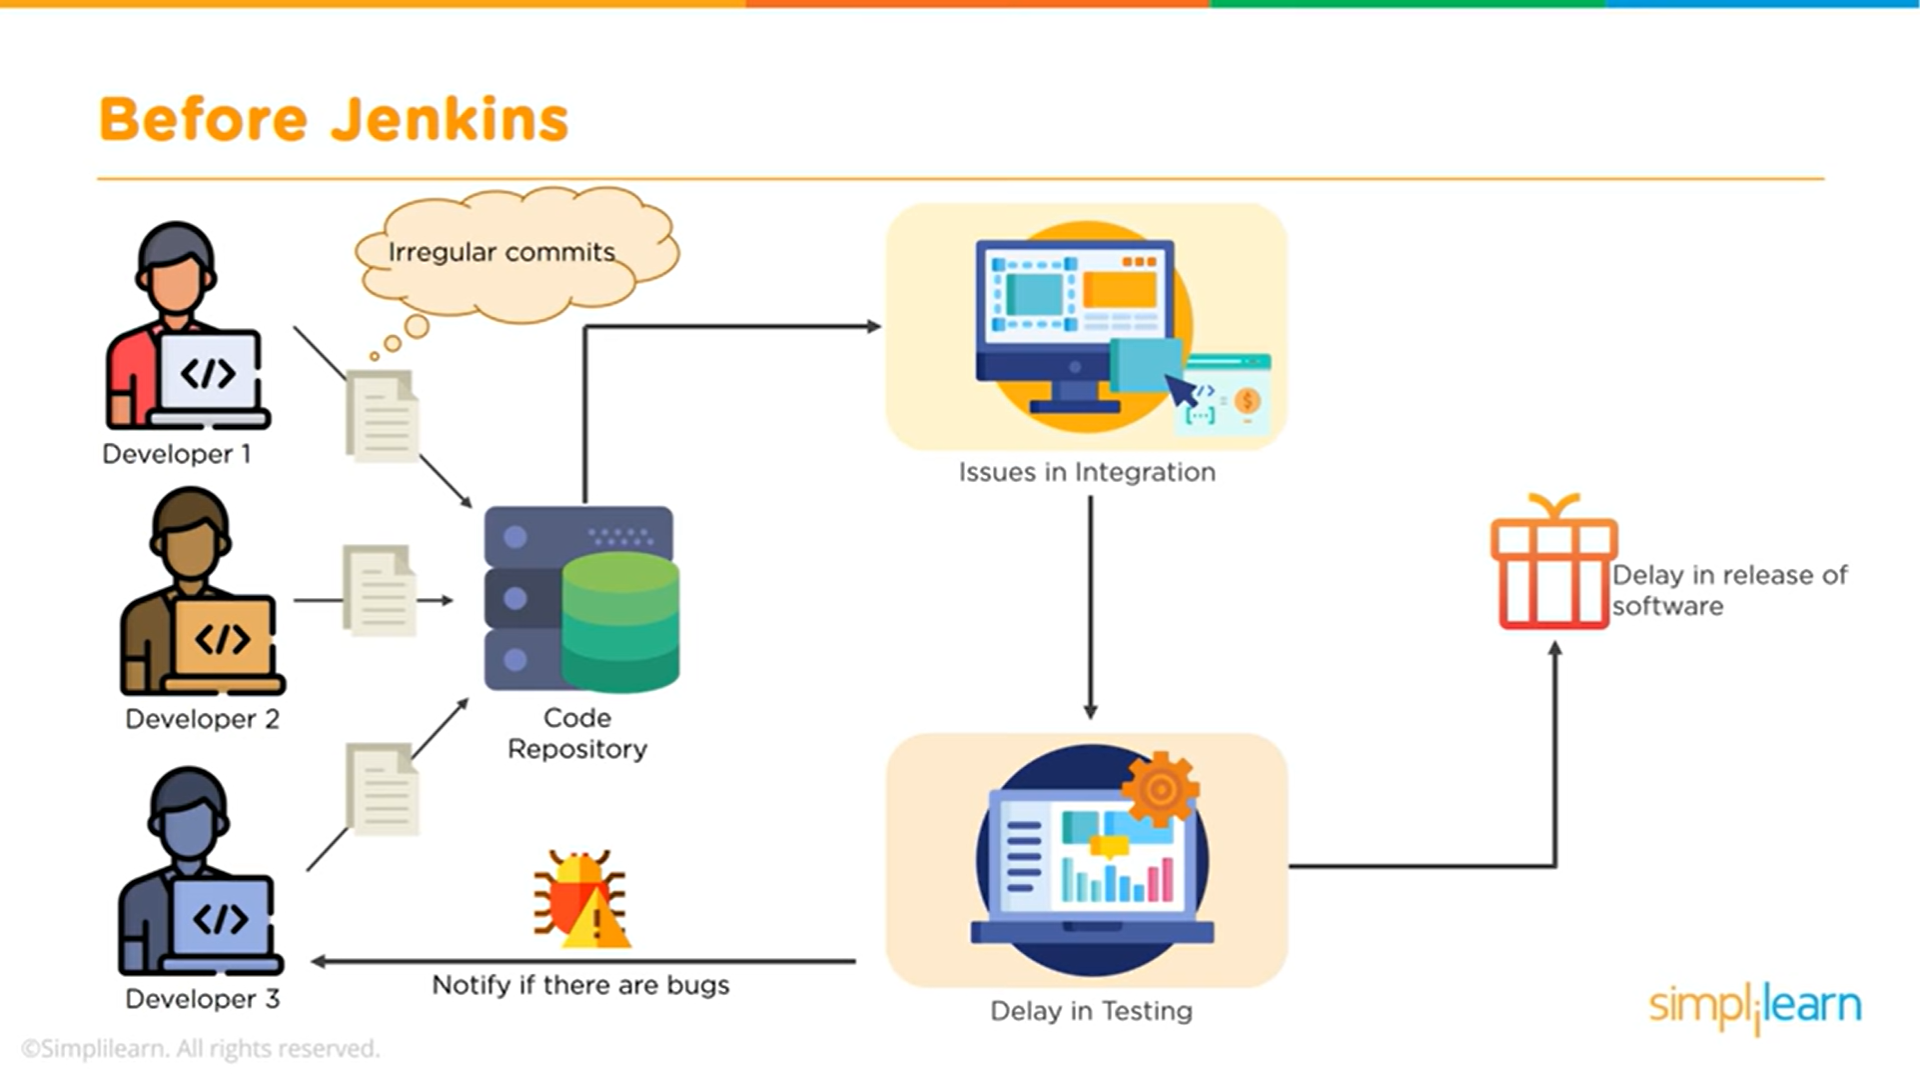 Before Jenkins
Irregular commits
Developer 1
Issues in Integration
Delay in release of
software
Developer 2
Code
Repository
Developer 3
Notify if there are bugs
Delay in Testing
simplilearn
©Simplilearn. All rights reserved.